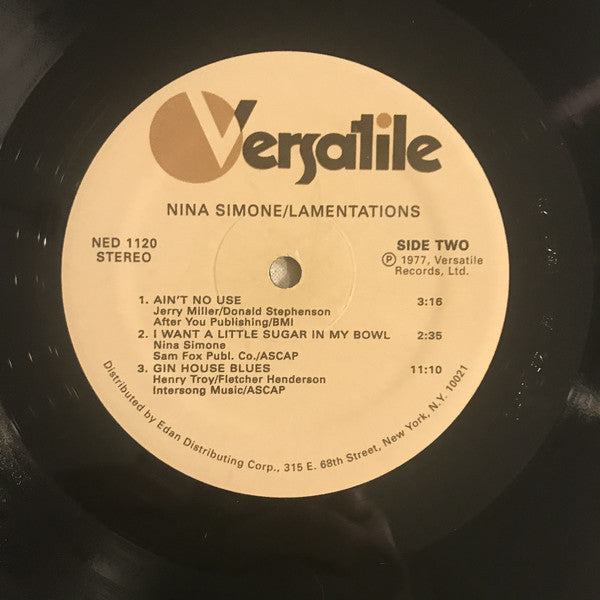 Versatile
NINA SIMONE/LAMENTATIONS
NED 1120
STEREO
SIDE TWO
Ⓟ 1977, Versatile
Records, Ltd.
1. AIN'T NO USE 3:16
Jerry Miller/Donald Stephenson
After You Publishing/BMI
2. I WANT A LITTLE SUGAR IN MY BOWL 2:35
Nina Simone
Sam Fox Publ. Co./ASCAP
3. GIN HOUSE BLUES 11:10
Henry Troy/Fletcher Henderson
Intersong Music/ASCAP
Distributed by Edan Distributing Corp., 315 E. 68th Street, New York, N.Y. 10021